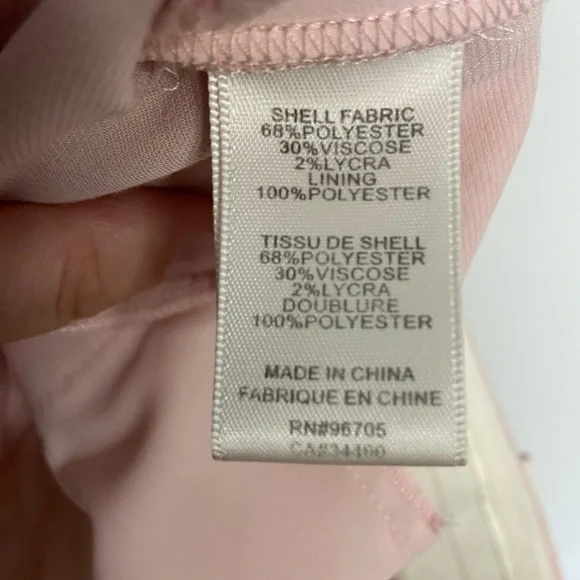 SHELL FABRIC
68%POLYESTER
30%VISCOSE
2%LYCRA
LINING
100%POLYESTER
TISSU DE SHELL
68%POLYESTER
30%VISCOSE
2%LYCRA
DOUBLURE
100%POLYESTER
MADE IN CHINA
FABRIQUE EN CHINE
RN#96705